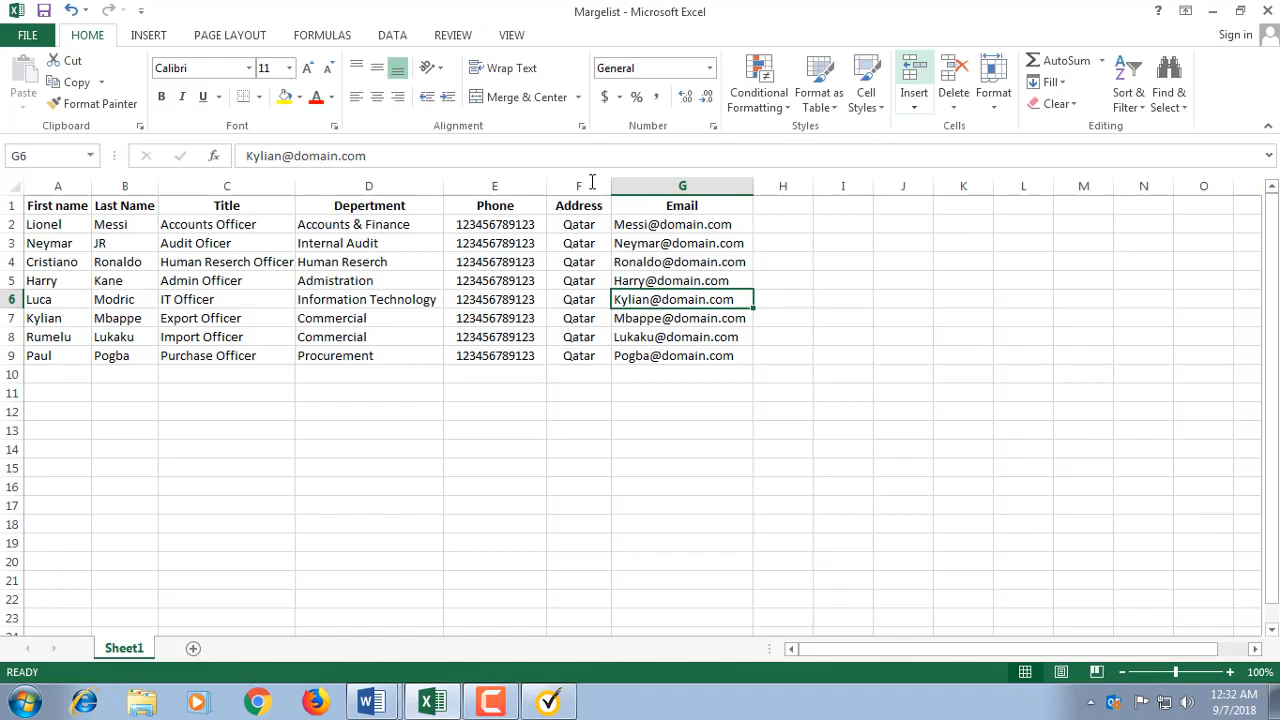 Margelist - Microsoft Excel
?
FILE HOME INSERT PAGE LAYOUT FORMULAS DATA REVIEW VIEW Sign in
Paste Cut Copy Format Painter Clipboard
Calibri 11 B I U A Font
Wrap Text Merge & Center Alignment
General $ % , Number
Conditional Formatting Format as Table Cell Styles Styles
Insert Delete Format Cells
AutoSum Fill Clear Sort & Filter Find & Select Editing
G6 fx Kylian@domain.com
A B C D E F G H I J K L M N O
1 First name Last Name Title Depertment Phone Address Email
2 Lionel Messi Accounts Officer Accounts & Finance 123456789123 Qatar Messi@domain.com
3 Neymar JR Audit Oficer Internal Audit 123456789123 Qatar Neymar@domain.com
4 Cristiano Ronaldo Human Reserch Officer Human Reserch 123456789123 Qatar Ronaldo@domain.com
5 Harry Kane Admin Officer Admistration 123456789123 Qatar Harry@domain.com
6 Luca Modric IT Officer Information Technology 123456789123 Qatar Kylian@domain.com
7 Kylian Mbappe Export Officer Commercial 123456789123 Qatar Mbappe@domain.com
8 Rumelu Lukaku Import Officer Commercial 123456789123 Qatar Lukaku@domain.com
9 Paul Pogba Purchase Officer Procurement 123456789123 Qatar Pogba@domain.com
10
11
12
13
14
15
16
17
18
19
20
21
22
23
Sheet1
READY 100%
12:32 AM
9/7/2018